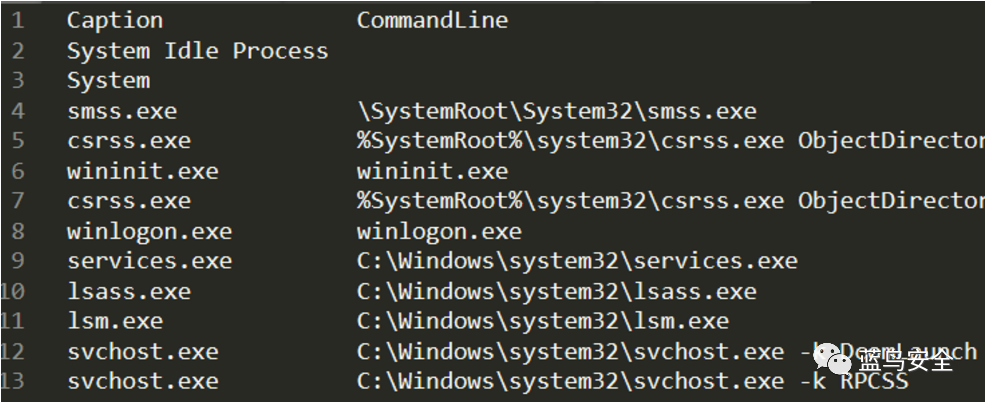 1 Caption CommandLine
2 System Idle Process
3 System
4 smss.exe \SystemRoot\System32\smss.exe
5 csrss.exe %SystemRoot%\system32\csrss.exe ObjectDirector
6 wininit.exe wininit.exe
7 csrss.exe %SystemRoot%\system32\csrss.exe ObjectDirector
8 winlogon.exe winlogon.exe
9 services.exe C:\Windows\system32\services.exe
10 lsass.exe C:\Windows\system32\lsass.exe
11 lsm.exe C:\Windows\system32\lsm.exe
12 svchost.exe C:\Windows\system32\svchost.exe -k DcomLaunch
13 svchost.exe C:\Windows\system32\svchost.exe -k RPCSS
蓝鸟安全